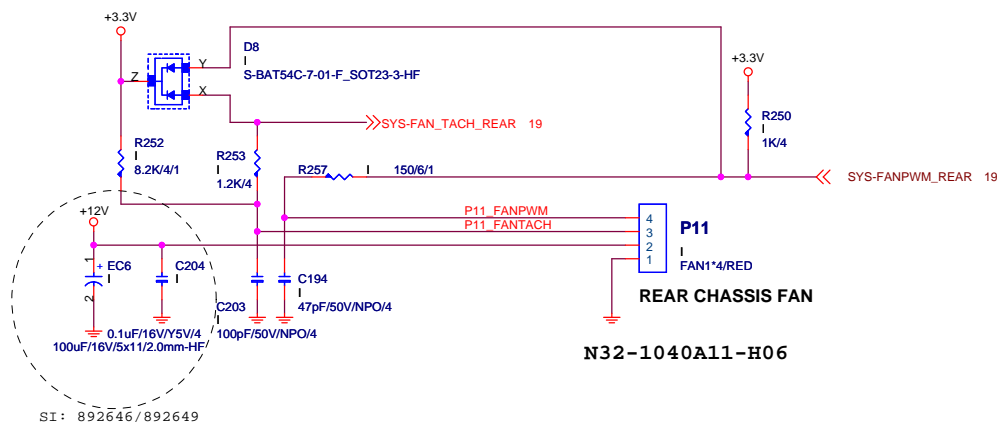 +3.3V
D8
S-BAT54C-7-01-F_SOT23-3-HF
Y
Z
X
+3.3V
SYS-FAN_TACH_REAR 19
R250
1K/4
R252
8.2K/4/1
R253
1.2K/4
R257
150/6/1
SYS-FANPWM_REAR 19
+12V
P11_FANPWM
P11_FANTACH
4
3
2
1
P11
FAN1*4/RED
1
+
EC6
2
C204
C194
47pF/50V/NPO/4
REAR CHASSIS FAN
C203
0.1uF/16V/Y5V/4
100pF/50V/NPO/4
100uF/16V/5x11/2.0mm-HF
N32-1040A11-H06
SI: 892646/892649